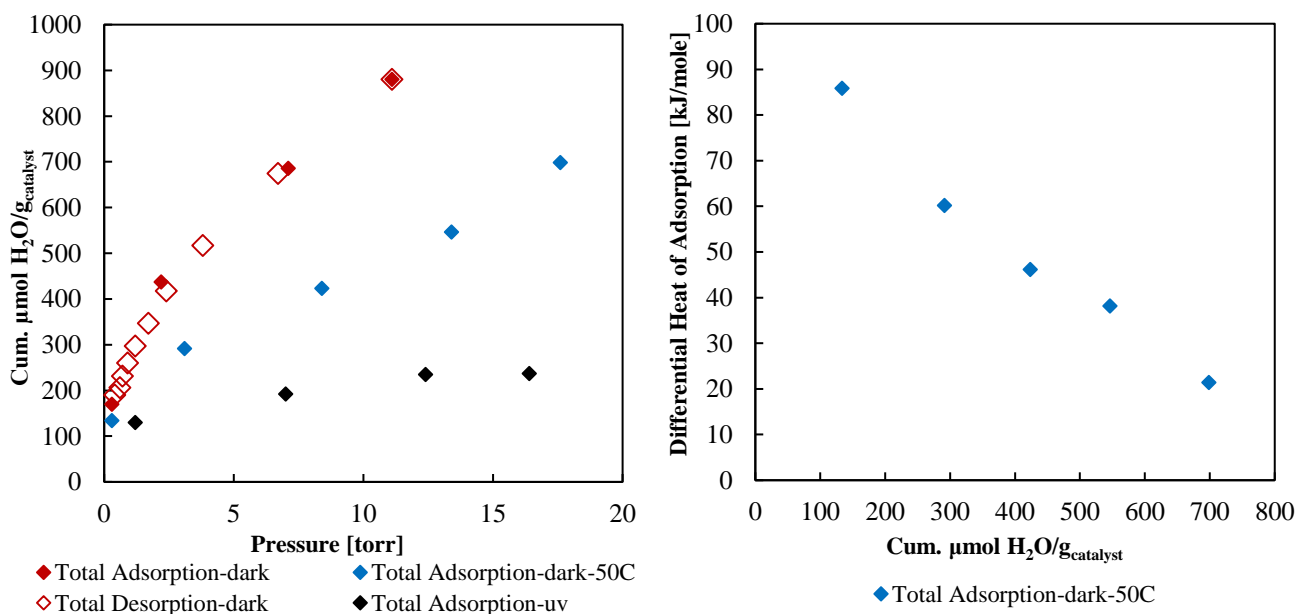 Cum. μmol H₂O/g_catalyst
1000
900
800
700
600
500
400
300
200
100
0
0 5 10 15 20
Pressure [torr]
Total Adsorption-dark
Total Adsorption-dark-50C
Total Desorption-dark
Total Adsorption-uv
Differential Heat of Adsorption [kJ/mole]
100
90
80
70
60
50
40
30
20
10
0
0 100 200 300 400 500 600 700 800
Cum. μmol H₂O/g_catalyst
Total Adsorption-dark-50C